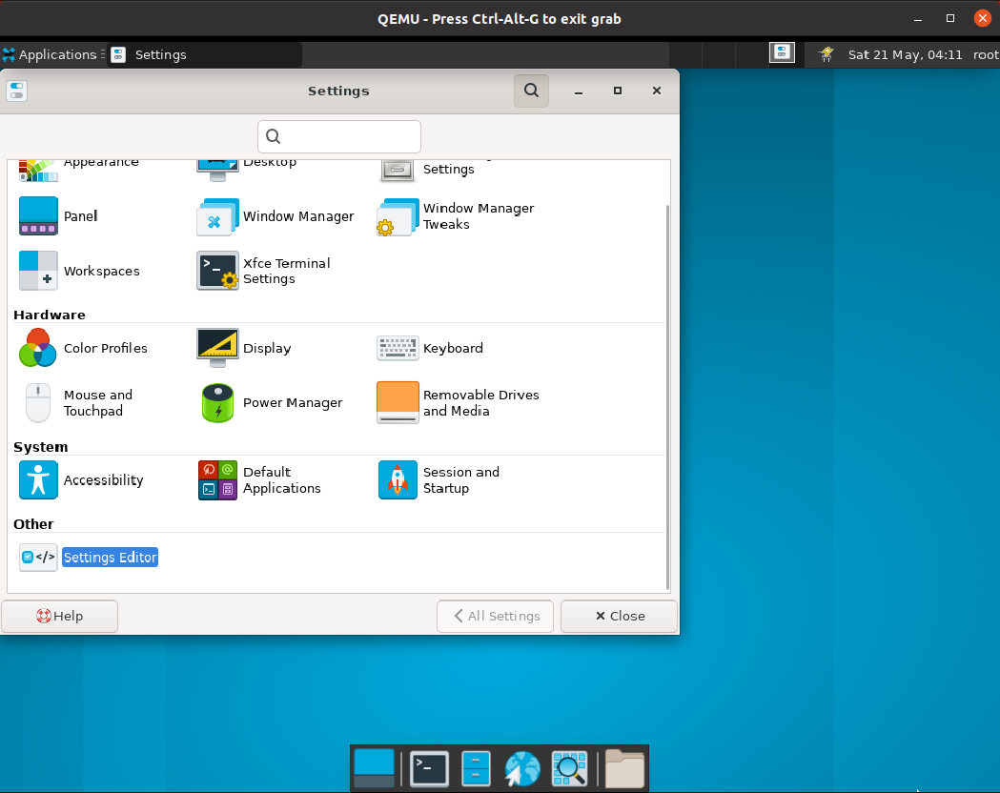 QEMU - Press Ctrl-Alt-G to exit grab
Applications Settings Sat 21 May, 04:11 root
Settings
Appearance Desktop
Settings
Panel Window Manager Window Manager
Tweaks
Workspaces Xfce Terminal
Settings
Hardware
Color Profiles Display Keyboard
Mouse and
Touchpad Power Manager Removable Drives
and Media
System
Accessibility Default
Applications Session and
Startup
Other
Settings Editor
Help All Settings Close